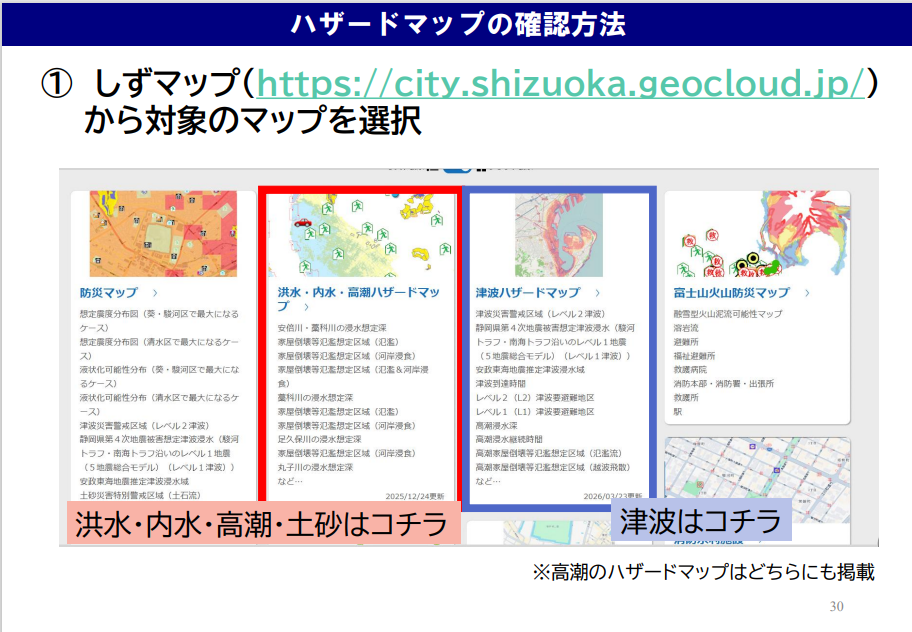 ハザードマップの確認方法
① しずマップ(https://city.shizuoka.geocloud.jp/)
から対象のマップを選択
防災マップ >
想定震度分布図(葵・駿河区で最大になる
ケース)
想定震度分布図(清水区で最大になるケー
ス)
液状化可能性分布(葵・駿河区で最大にな
るケース)
液状化可能性分布(清水区で最大になるケ
ース)
津波災害警戒区域(レベル2津波)
静岡県第4次地震被害想定津波浸水(駿河
トラフ・南海トラフ沿いのレベル1地震
(5地震総合モデル)(レベル1津波))
安政東海地震推定津波浸水域
土砂災害特別警戒区域(土石流)
洪水・内水・高潮ハザードマッ
プ >
安倍川・藁科川の浸水想定深
家屋倒壊等氾濫想定区域(氾濫)
家屋倒壊等氾濫想定区域(河岸浸食)
家屋倒壊等氾濫想定区域(氾濫&河岸浸
食)
藁科川の浸水想定深
家屋倒壊等氾濫想定区域(氾濫)
家屋倒壊等氾濫想定区域(河岸浸食)
足久保川の浸水想定深
家屋倒壊等氾濫想定区域(河岸浸食)
丸子川の浸水想定深
など…
2025/12/24更新
津波ハザードマップ >
津波災害警戒区域(レベル2津波)
静岡県第4次地震被害想定津波浸水(駿河
トラフ・南海トラフ沿いのレベル1地震
(5地震総合モデル)(レベル1津波))
安政東海地震推定津波浸水域
津波到達時間
レベル2(L2)津波要避難地区
レベル1(L1)津波要避難地区
高潮浸水深
高潮浸水継続時間
高潮家屋倒壊等氾濫想定区域(氾濫流)
高潮家屋倒壊等氾濫想定区域(越波飛散)
など…
2026/03/23更新
富士山火山防災マップ >
融雪型火山泥流可能性マップ
溶岩流
避難所
福祉避難所
救護病院
消防本部・消防署・出張所
救護所
駅
洪水・内水・高潮・土砂はコチラ
津波はコチラ
※高潮のハザードマップはどちらにも掲載
30